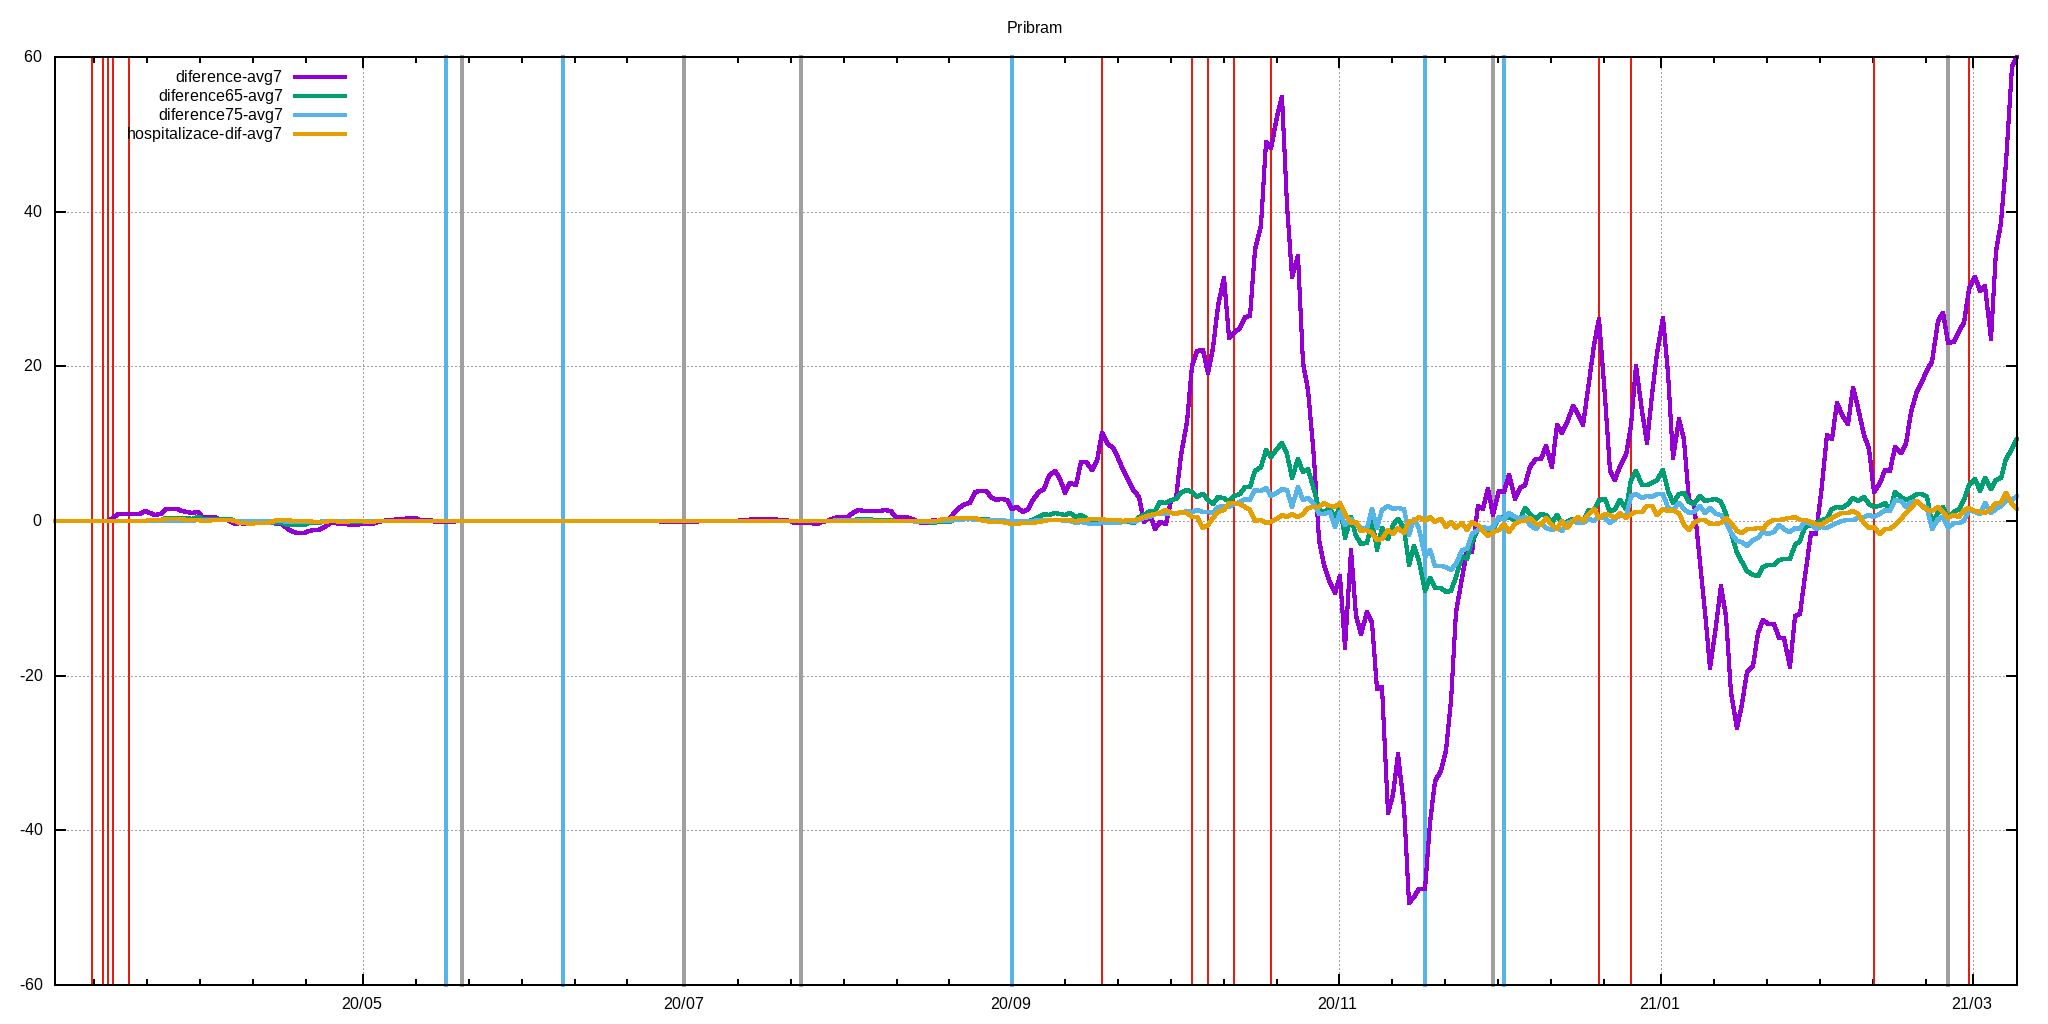 Pribram
60
40
20
0
-20
-40
-60
diference-avg7
diference65-avg7
diference75-avg7
hospitalizace-dif-avg7
20/05
20/07
20/09
20/11
21/01
21/03